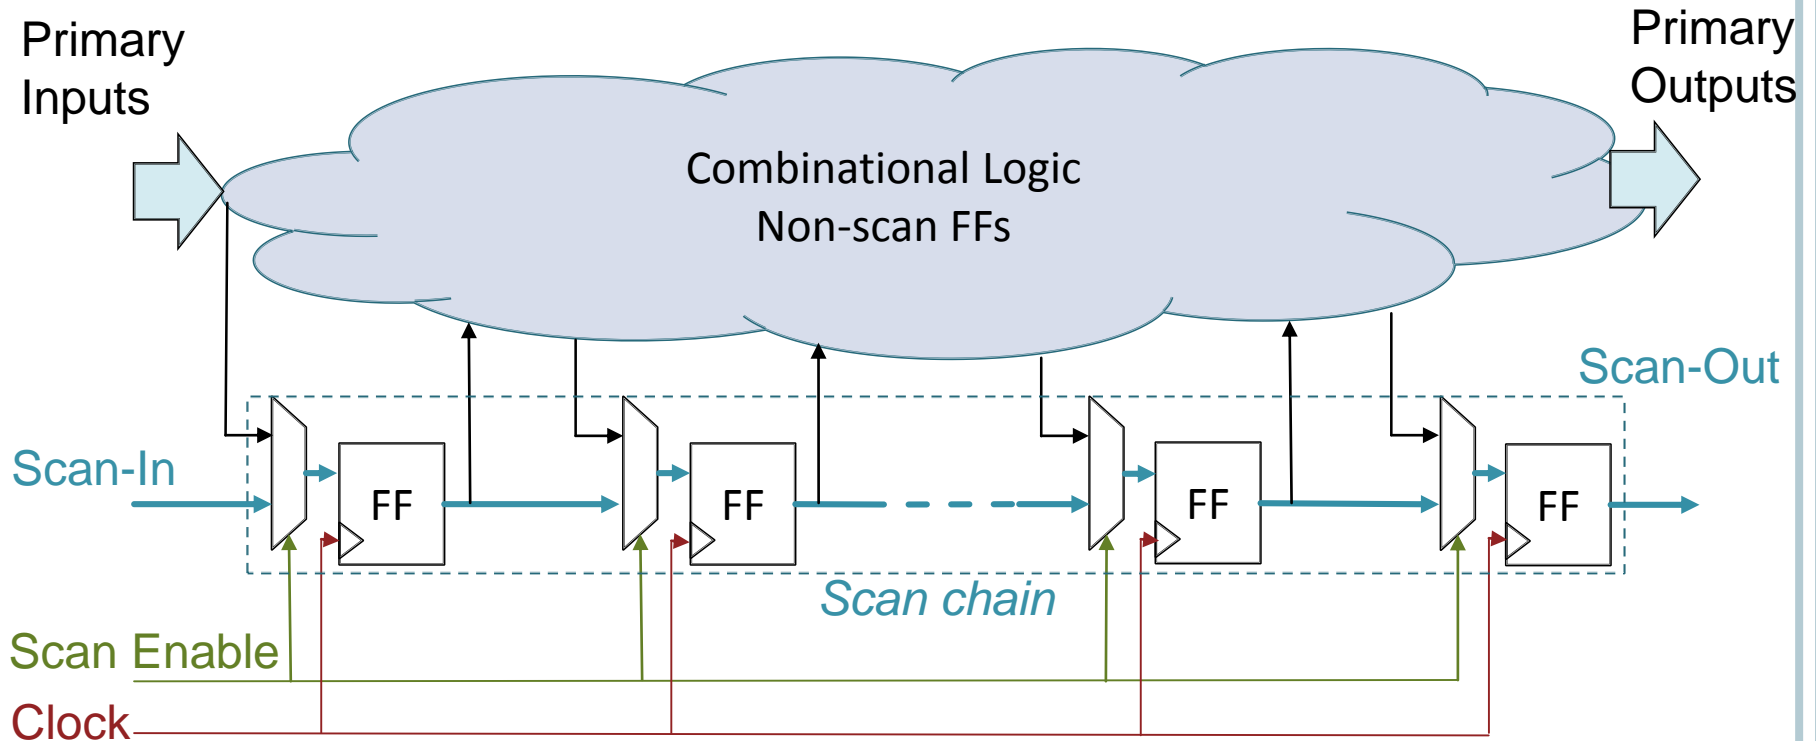 Primary
Inputs
Primary
Outputs
Combinational Logic
Non-scan FFs
Scan-Out
Scan-In
FF
FF
FF
FF
Scan chain
Scan Enable
Clock